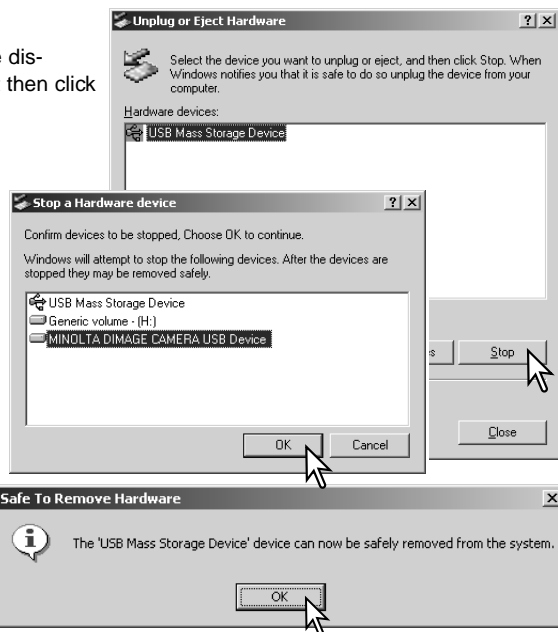 Unplug or Eject Hardware
e dis-
then click
Select the device you want to unplug or eject, and then click Stop. When
Windows notifies you that it is safe to do so unplug the device from your
computer.
Hardware devices:
USB Mass Storage Device
Stop a Hardware device
Confirm devices to be stopped, Choose OK to continue.
Windows will attempt to stop the following devices. After the devices are
stopped they may be removed safely.
USB Mass Storage Device
Generic volume - (H:)
MINOLTA DIMAGE CAMERA USB Device
s
Stop
OK
Cancel
Close
Safe To Remove Hardware
The 'USB Mass Storage Device' device can now be safely removed from the system.
OK